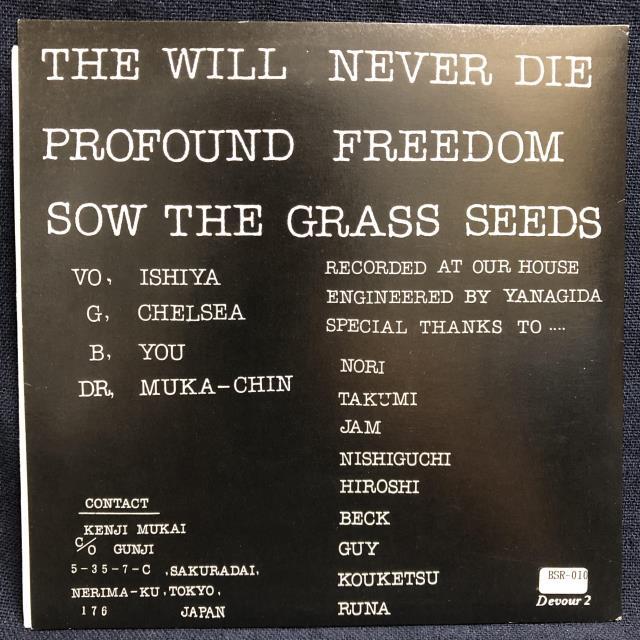 THE WILL NEVER DIE
PROFOUND FREEDOM
SOW THE GRASS SEEDS
VO, ISHIYA
G, CHELSEA
B, YOU
DR, MUKA-CHIN
RECORDED AT OUR HOUSE
ENGINEERED BY YANAGIDA
SPECIAL THANKS TO ....
NORI
TAKUMI
JAM
NISHIGUCHI
HIROSHI
BECK
GUY
KOUKETSU
RUNA
CONTACT
KENJI MUKAI
C/O GUNJI
5-35-7-C ,SAKURADAI,
NERIMA-KU,TOKYO,
176 JAPAN
BSR-010
Devour 2